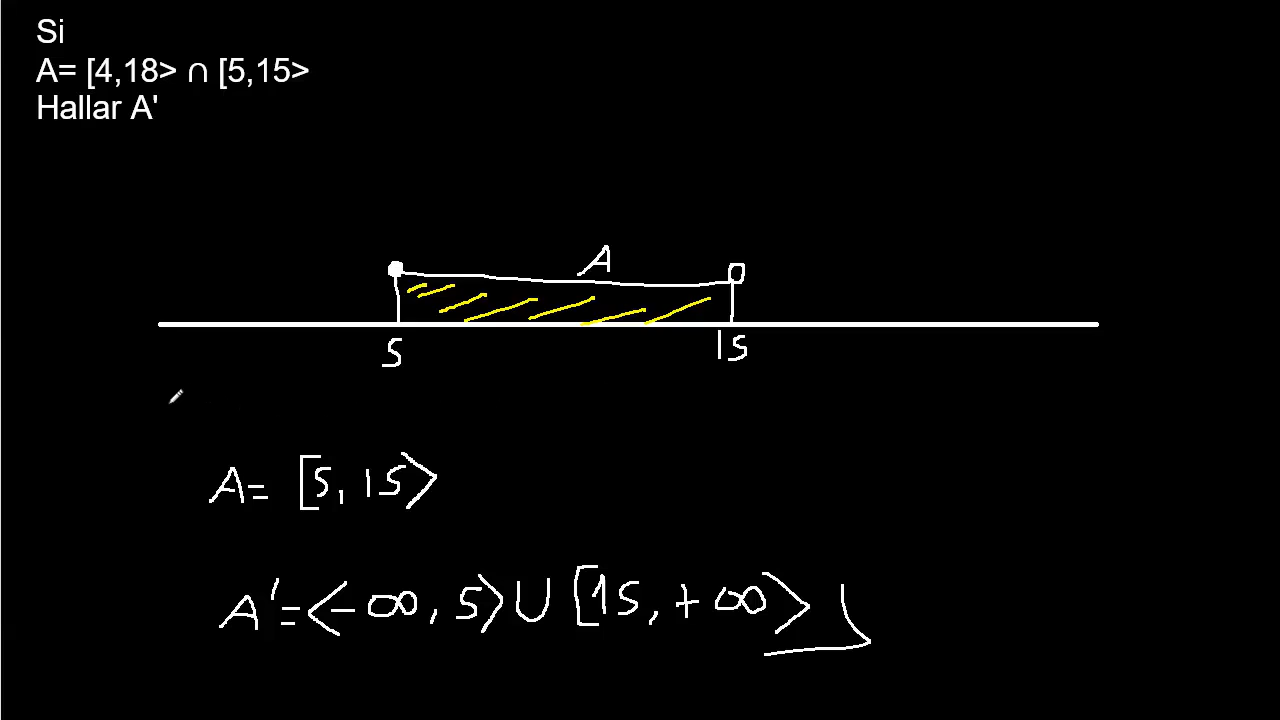 Si
A= [4,18> ∩ [5,15>
Hallar A'
A
5 15
A= [5, 15>
A'=<-∞, 5> U [15, +∞>